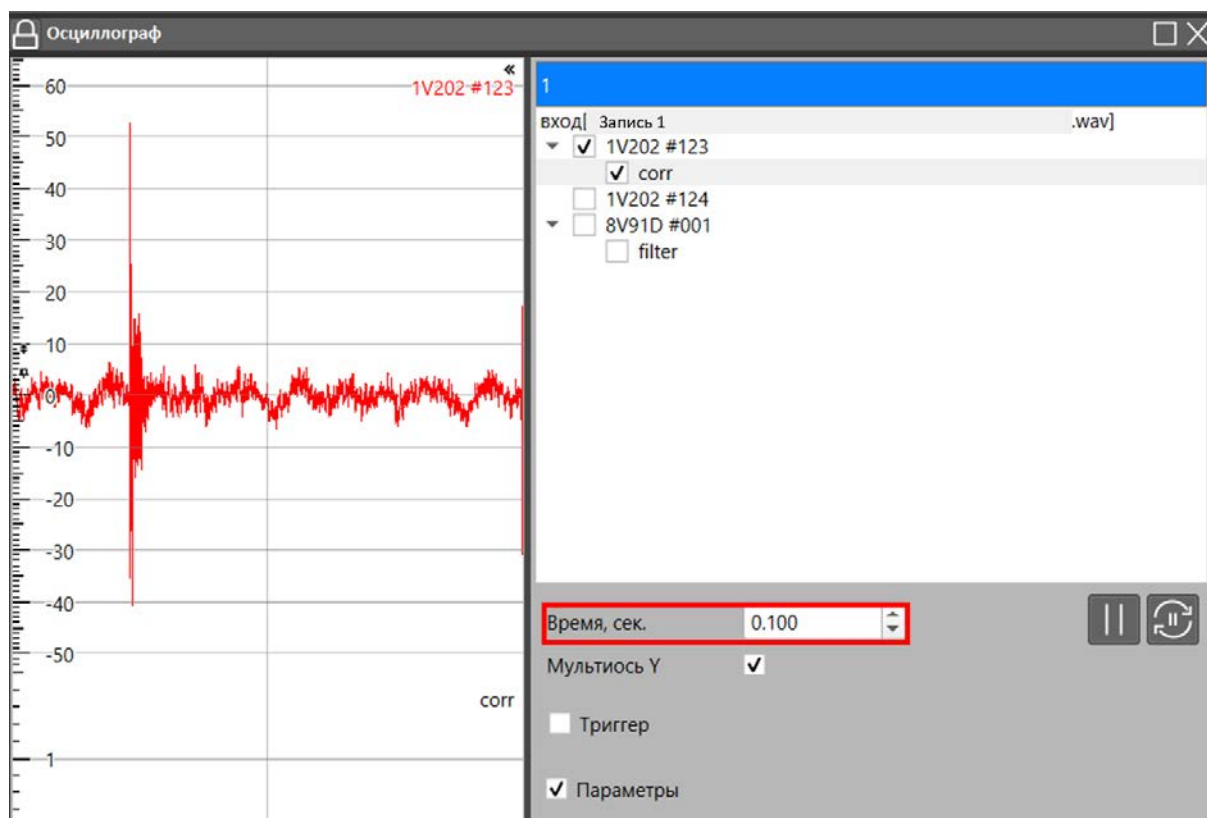 Осциллограф
«
1V202 #123
60
50
40
30
20
10
0
-10
-20
-30
-40
-50
corr
1
1
вход[ Запись 1 .wav]
1V202 #123
corr
1V202 #124
8V91D #001
filter
Время, сек. 0.100
Мультиось Y
Триггер
Параметры